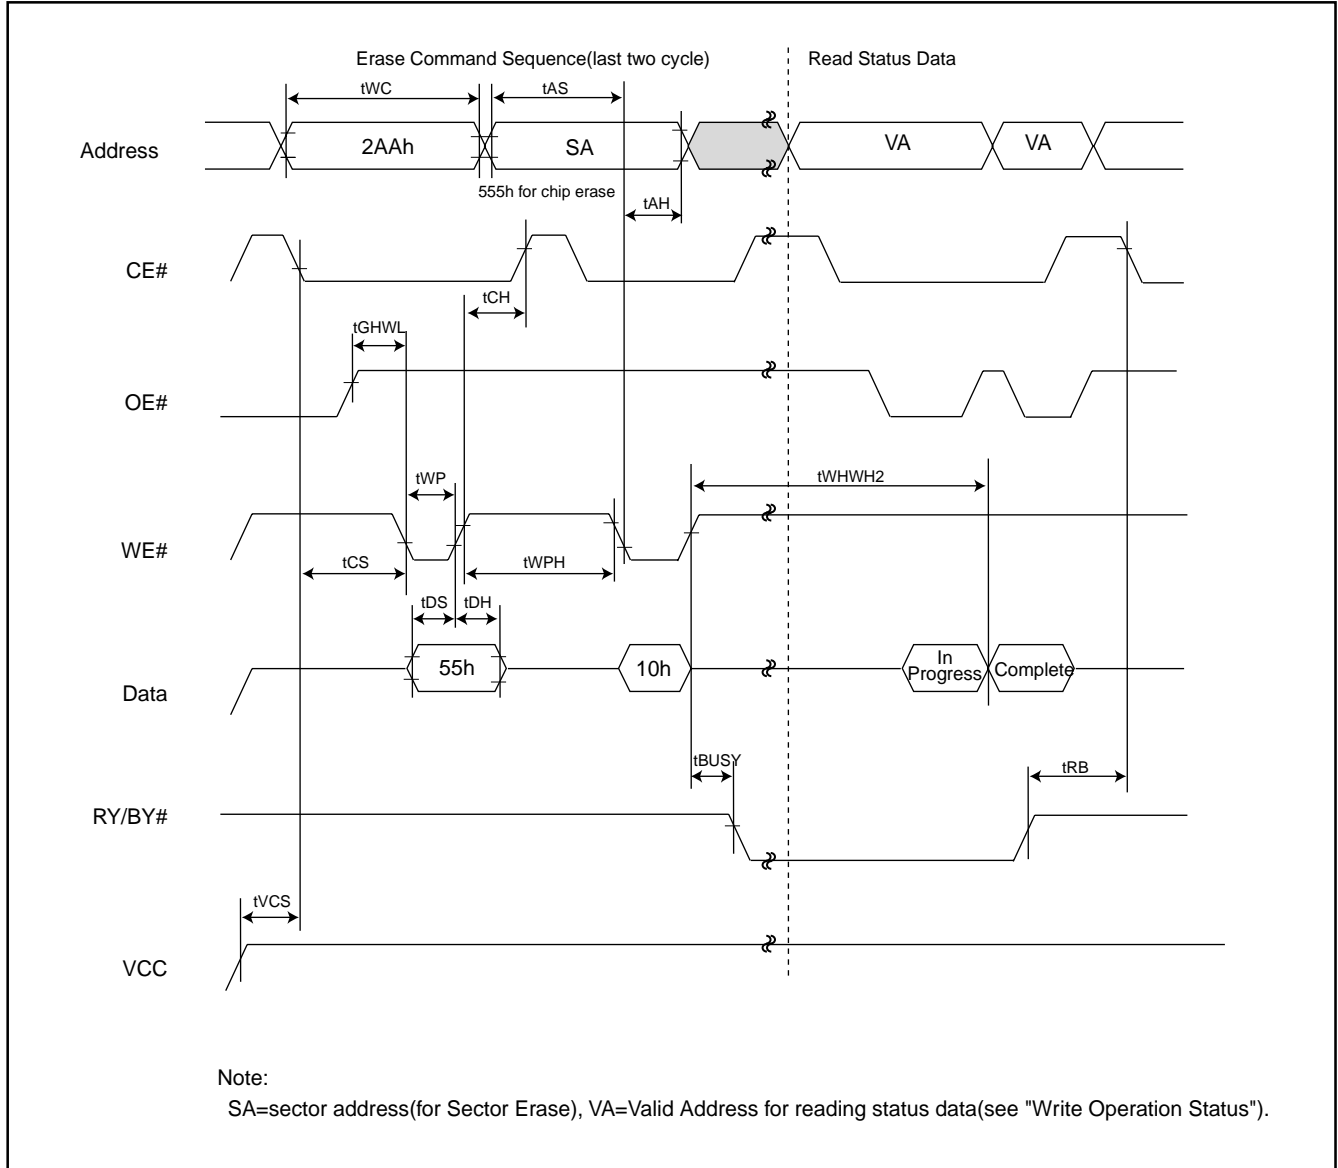 Erase Command Sequence(last two cycle)
Read Status Data
tWC
tAS
Address
2AAh
SA
VA
VA
555h for chip erase
tAH
CE#
tCH
tGHWL
OE#
tWP
tWHWH2
WE#
tCS
tWPH
tDS
tDH
Data
55h
10h
In
Progress
Complete
tBUSY
tRB
RY/BY#
tVCS
VCC
Note:
SA=sector address(for Sector Erase), VA=Valid Address for reading status data(see "Write Operation Status").